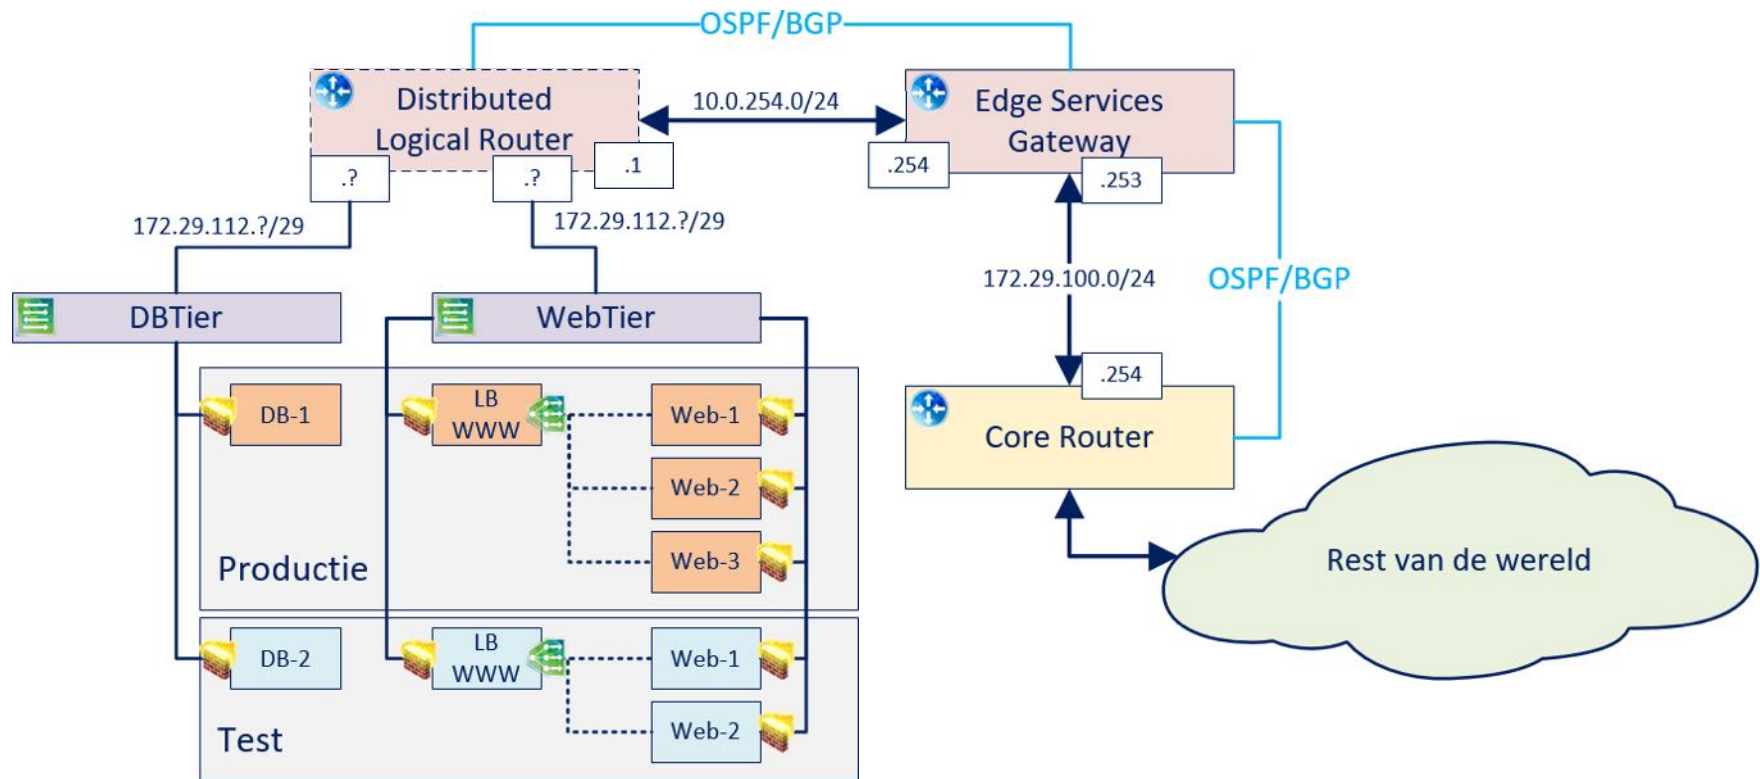 OSPF/BGP
Distributed
Logical Router
.?
.?
.1
10.0.254.0/24
Edge Services
Gateway
.254
.253
172.29.112.?/29
172.29.112.?/29
172.29.100.0/24
OSPF/BGP
DBTier
WebTier
.254
Core Router
DB-1
LB
WWW
Web-1
Web-2
Web-3
Productie
Rest van de wereld
DB-2
LB
WWW
Web-1
Web-2
Test